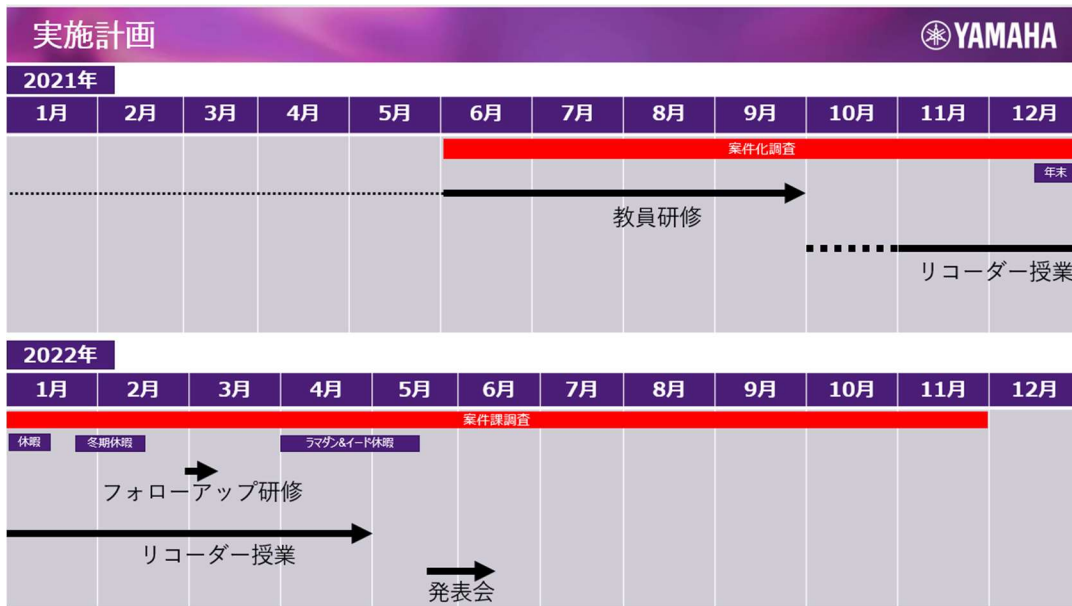 実施計画
YAMAHA
2021年
1月 2月 3月 4月 5月 6月 7月 8月 9月 10月 11月 12月
案件化調査
年末
教員研修
リコーダー授業
2022年
1月 2月 3月 4月 5月 6月 7月 8月 9月 10月 11月 12月
案件課調査
休暇 冬期休暇 ラマダン&イード休暇
フォローアップ研修
リコーダー授業
発表会